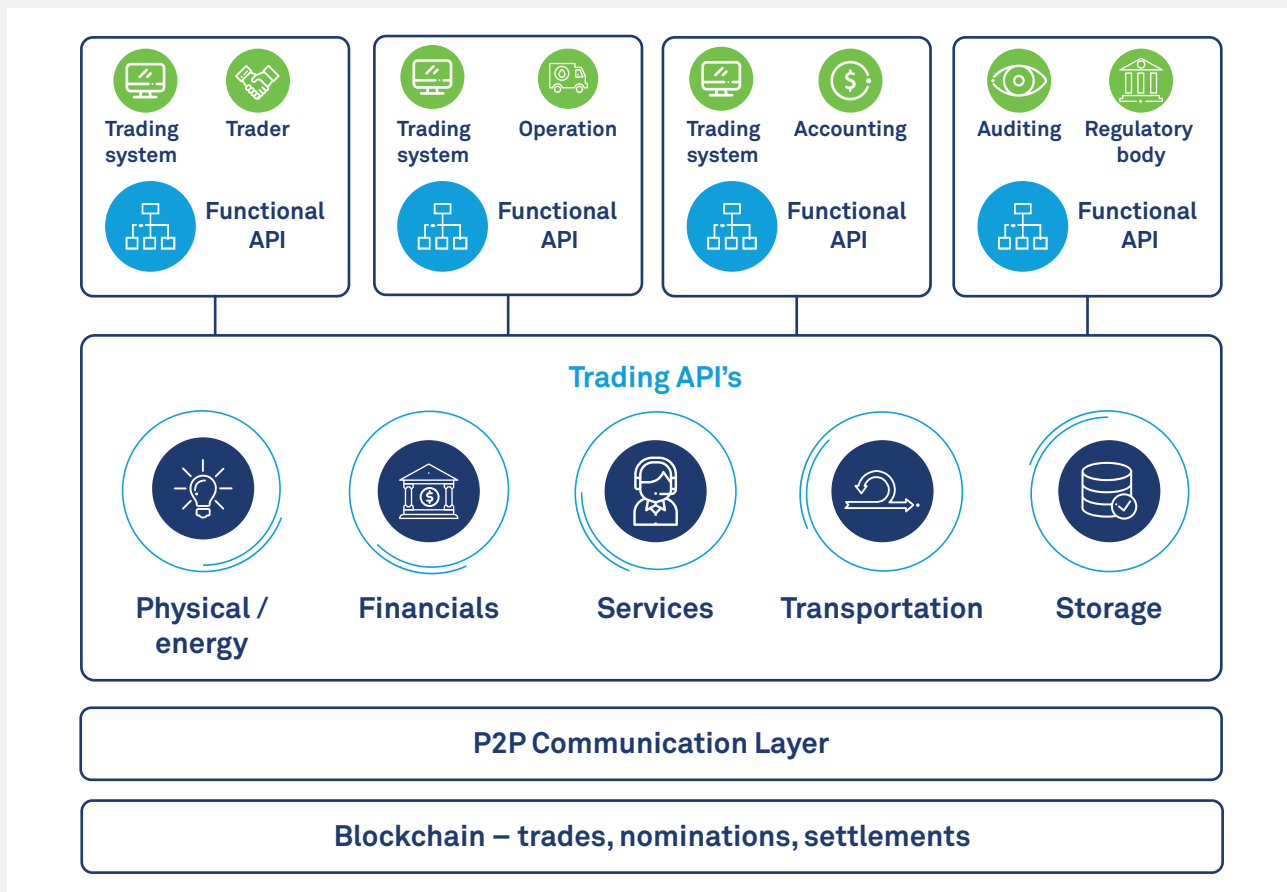 Trading
system
Trader
Functional
API
Trading
system
Operation
Functional
API
Trading
system
Accounting
Functional
API
Auditing
Regulatory
body
Functional
API
Trading API’s
Physical /
energy
Financials
Services
Transportation
Storage
P2P Communication Layer
Blockchain – trades, nominations, settlements